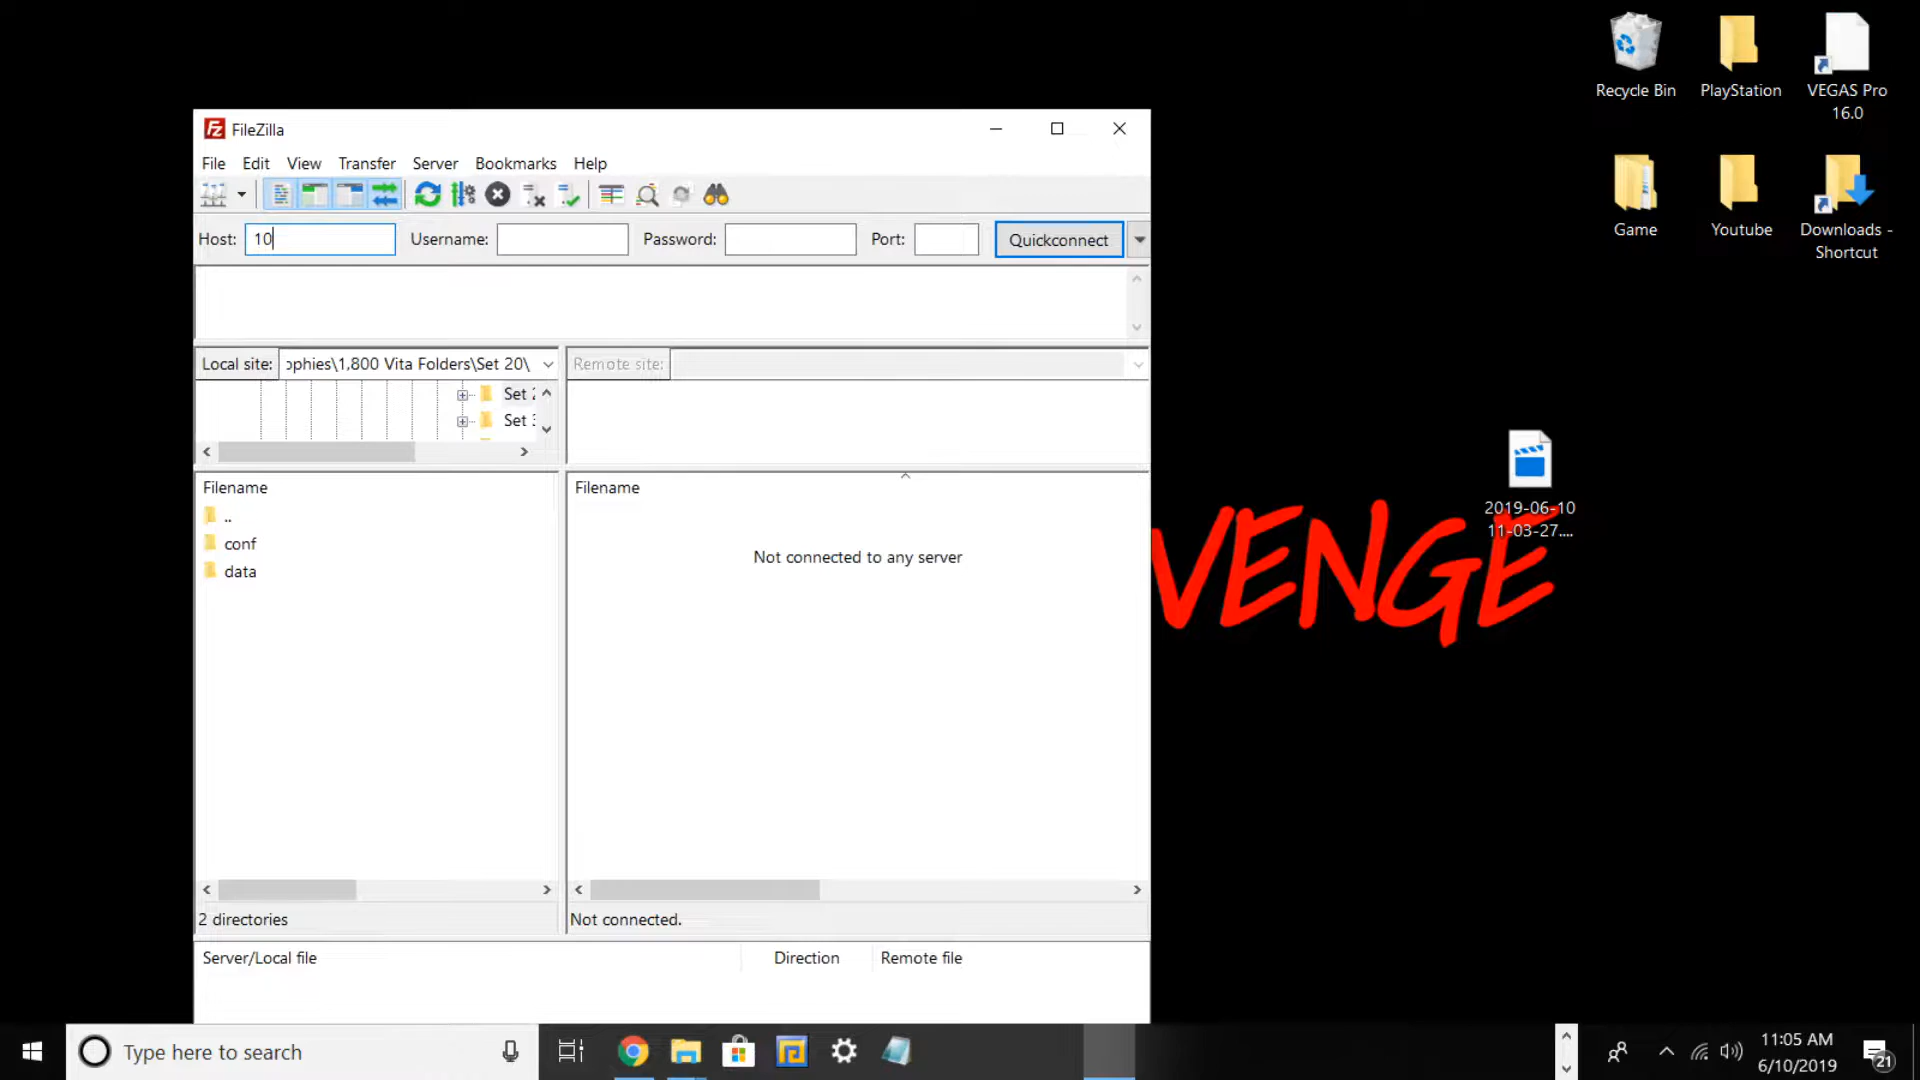 Recycle Bin
PlayStation
VEGAS Pro
16.0
Game
Youtube
Downloads -
Shortcut
FileZilla
File Edit View Transfer Server Bookmarks Help
Host: 10 Username: Password: Port: Quickconnect
Local site: ophies\1,800 Vita Folders\Set 20\
Remote site:
Set 2
Set 3
Filename
..
conf
data
Filename
Not connected to any server
2 directories
Not connected.
Server/Local file Direction Remote file
2019-06-10
11-03-27....
VENGE
Type here to search
11:05 AM
6/10/2019
21